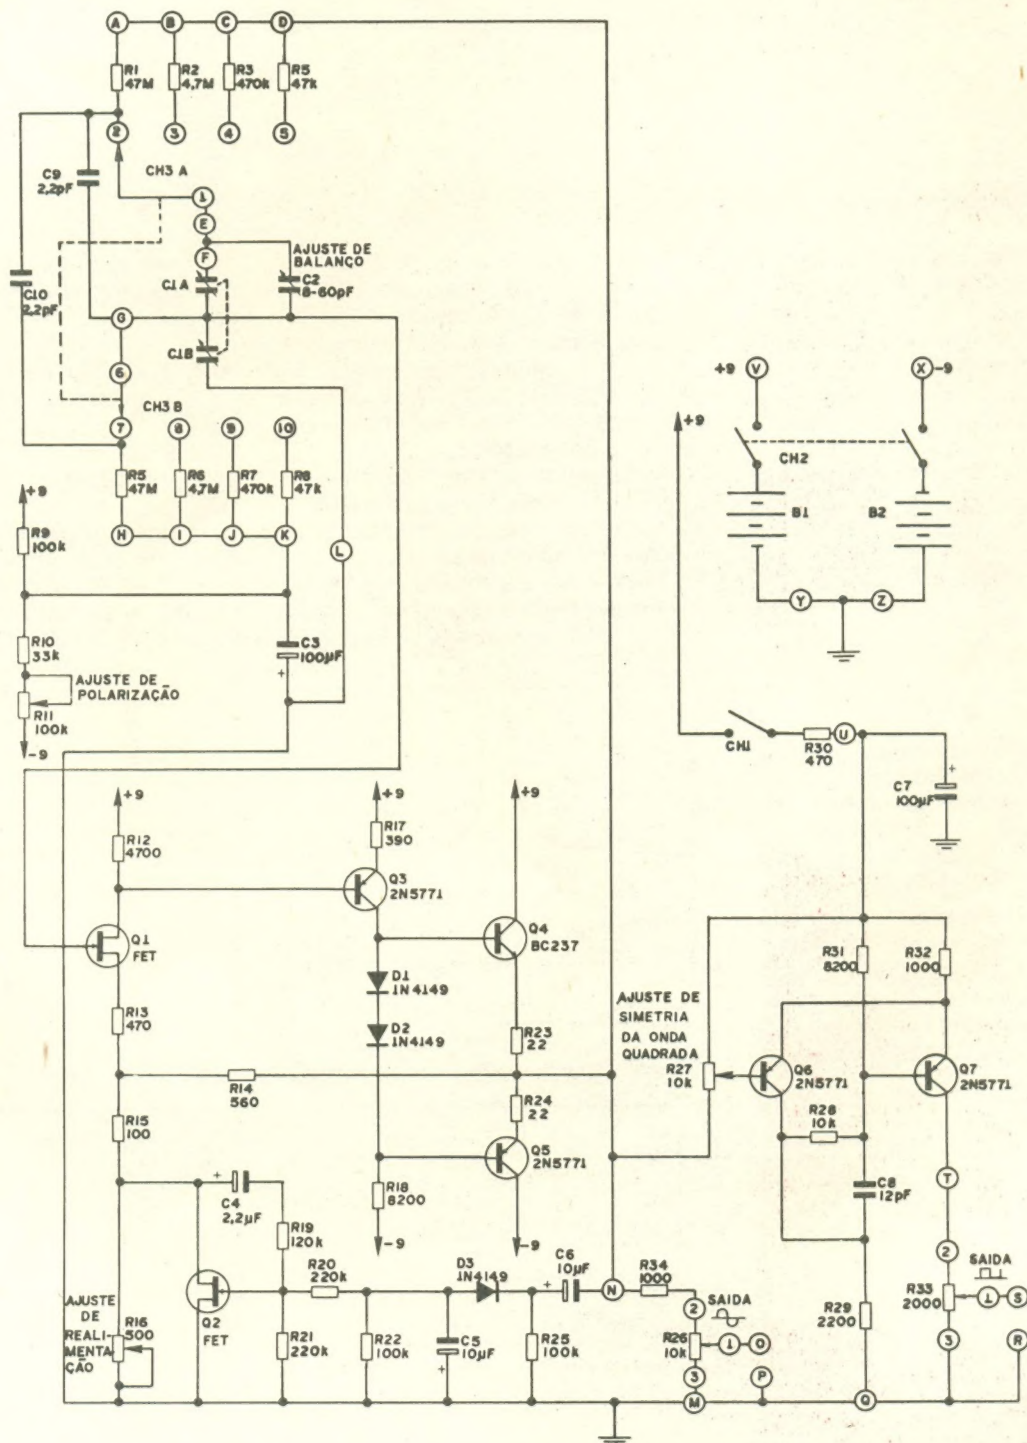 A B C D
R1
47M
R2
4,7M
R3
470k
R5
47k
2 3 4 5
C9
2,2pF
CH3 A
1
E
F
AJUSTE DE
BALANÇO
C1A
C2
8-60pF
C10
2,2pF
G
C1B
6
CH3 B
7 8 9 10
R5
47M
R6
4,7M
R7
470k
R8
47k
H I J K
L
+9
R9
100k
R10
33k
C3
100µF
+
AJUSTE DE
POLARIZAÇÃO
R11
100k
-9
+9 V
X -9
+9
CH2
B1
B2
Y Z
CH1
R30
470
U
C7
100µF
+
+9
R12
4700
+9
R17
390
+9
Q3
2N5771
Q1
FET
Q4
BC237
D1
1N4149
R13
470
D2
1N4149
R23
22
R14
560
R24
22
R15
100
Q5
2N5771
R18
8200
-9
-9
AJUSTE DE
SIMETRIA
DA ONDA
QUADRADA
R27
10k
R31
8200
R32
1000
Q6
2N5771
Q7
2N5771
R28
10k
C8
12pF
T
+
C4
2,2µF
R19
120k
R20
220k
D3
1N4149
C6
10µF
+
N
R34
1000
2
SAIDA
2
SAIDA
AJUSTE
DE
REALI-
MENTA
ÇÃO
R16
500
Q2
FET
R21
220k
R22
100k
C5
10µF
+
R25
100k
R26
10k
1 O
3
P
M
R29
2200
R33
2000
1 S
3
R
Q